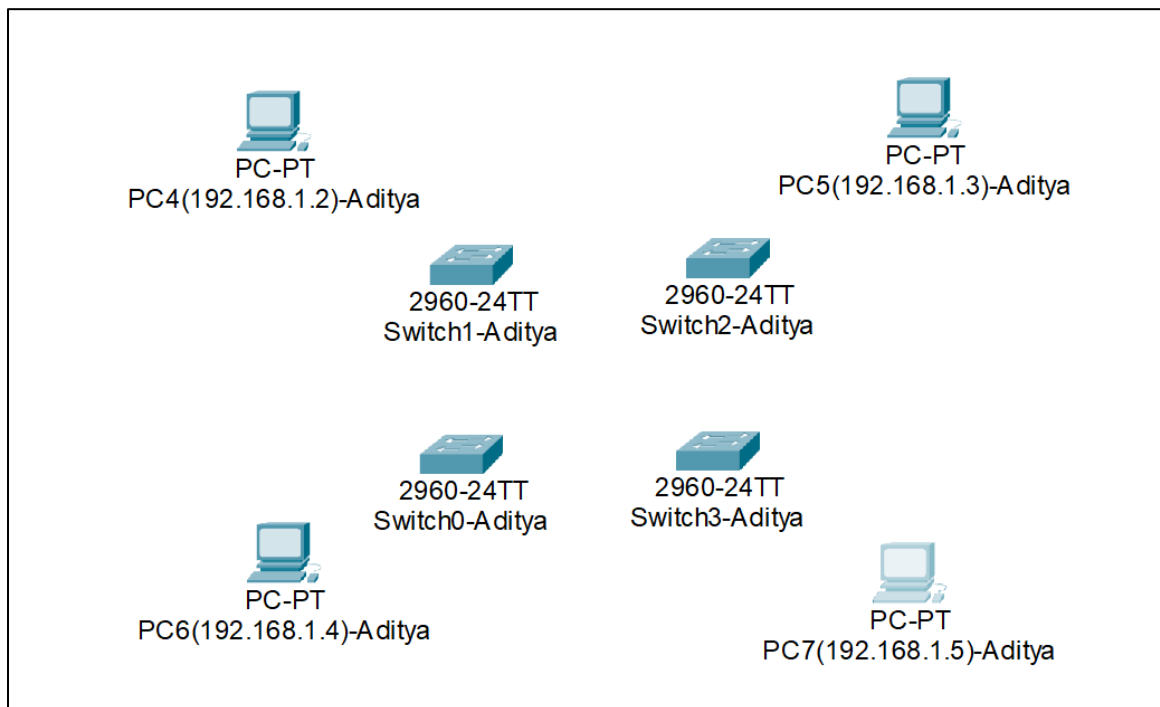 PC-PT
PC4(192.168.1.2)-Aditya
PC-PT
PC5(192.168.1.3)-Aditya
2960-24TT
Switch1-Aditya
2960-24TT
Switch2-Aditya
2960-24TT
Switch0-Aditya
2960-24TT
Switch3-Aditya
PC-PT
PC6(192.168.1.4)-Aditya
PC-PT
PC7(192.168.1.5)-Aditya